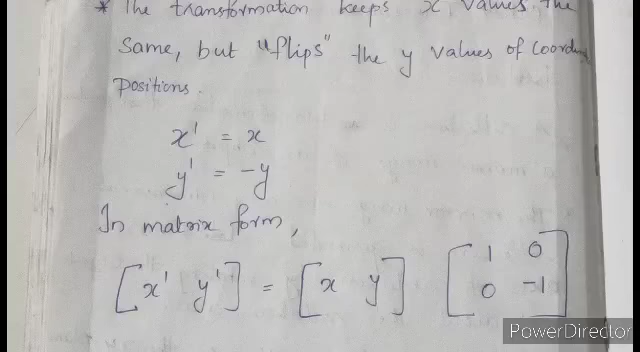 * The transformation keeps x values the
same, but "flips" the y values of
positions.
x' = x
y' = -y
In matrix form,
[x' y'] = [x y] [1 0
0 -1]
PowerDirector